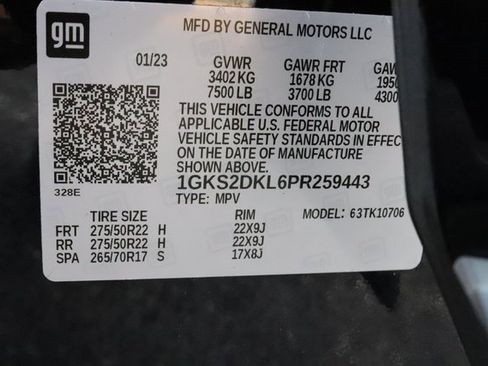 gm
MFD BY GENERAL MOTORS LLC
01/23 GVWR GAWR FRT
3402 KG 1678 KG 1950
7500 LB 3700 LB 4300
THIS VEHICLE CONFORMS TO ALL
APPLICABLE U.S. FEDERAL MOTOR
VEHICLE SAFETY STANDARDS IN EFFEC
ON THE DATE OF MANUFACTURE
SHOWN ABOVE.
328E
1GKS2DKL6PR259443
TYPE: MPV
TIRE SIZE RIM MODEL: 63TK10706
FRT 275/50R22 H 22X9J
RR 275/50R22 H 22X9J
SPA 265/70R17 S 17X8J